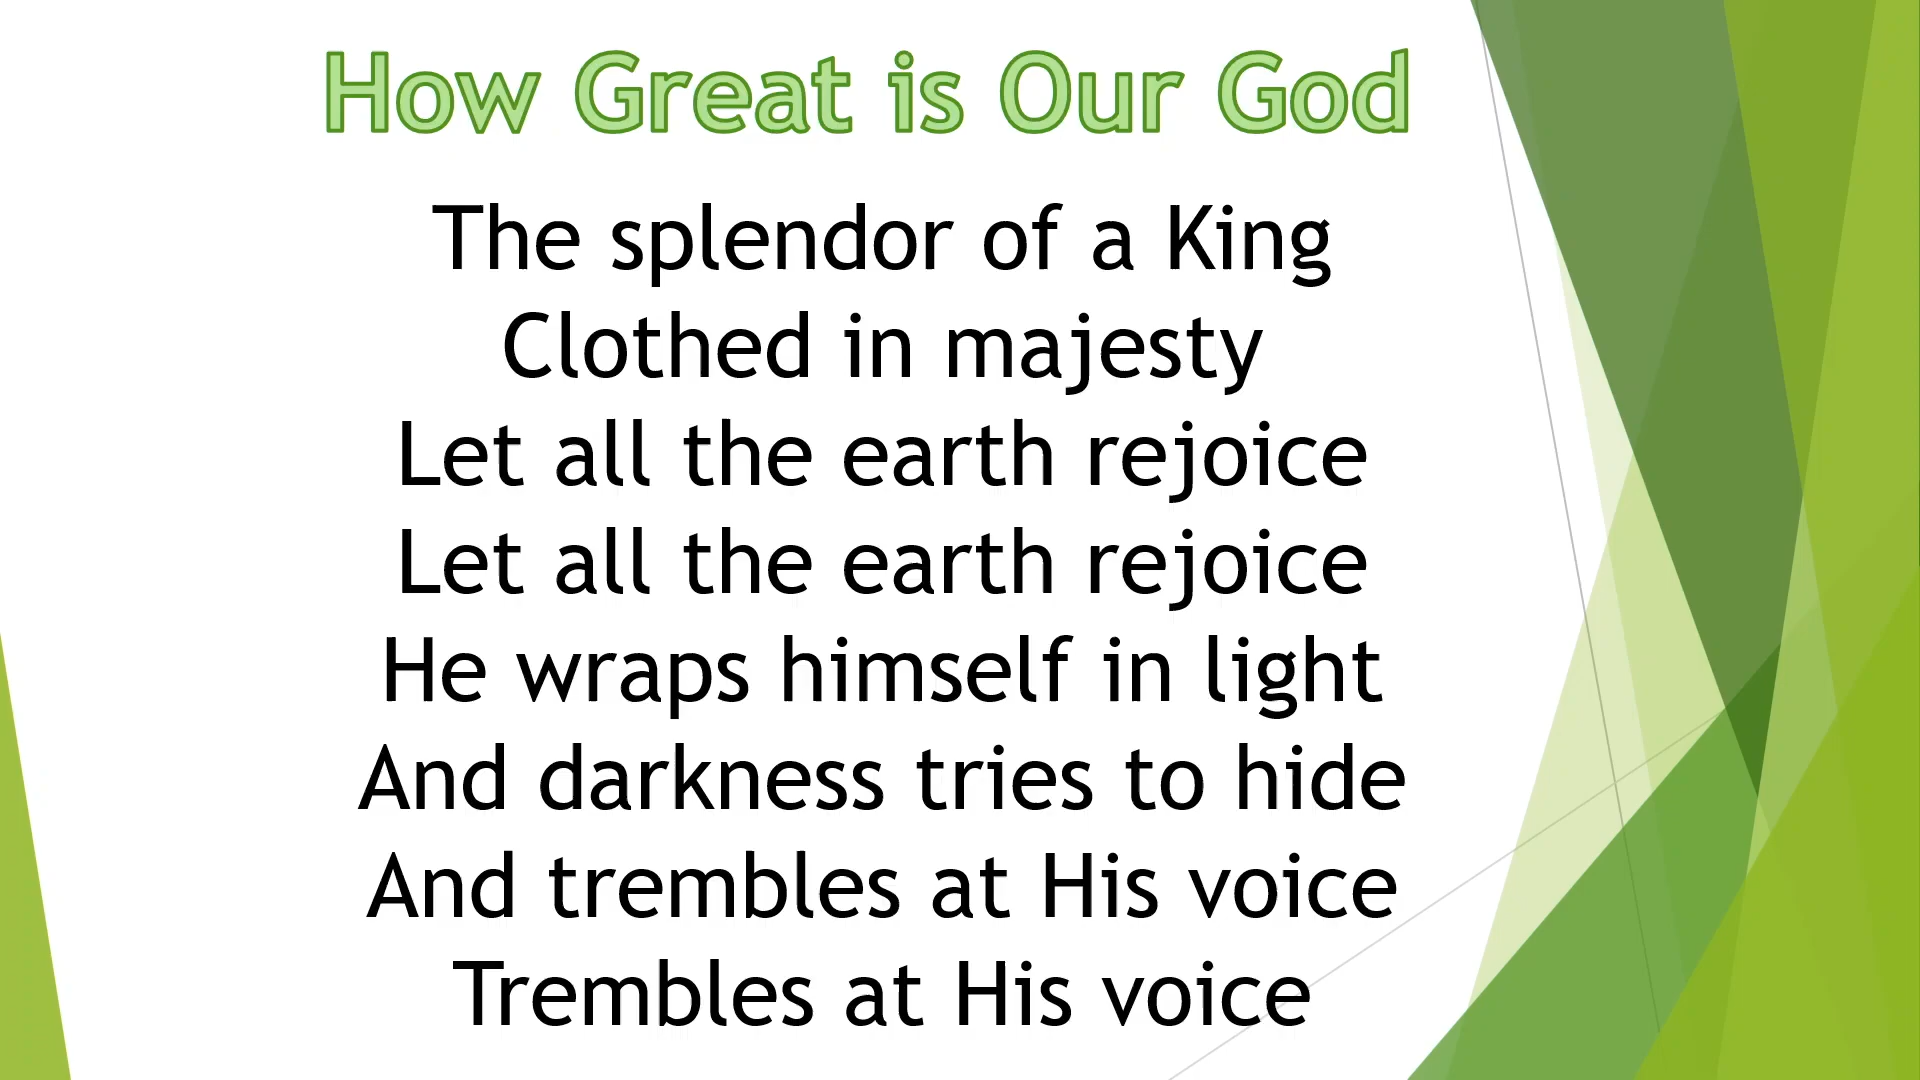 How Great is Our God
The splendor of a King
Clothed in majesty
Let all the earth rejoice
Let all the earth rejoice
He wraps himself in light
And darkness tries to hide
And trembles at His voice
Trembles at His voice